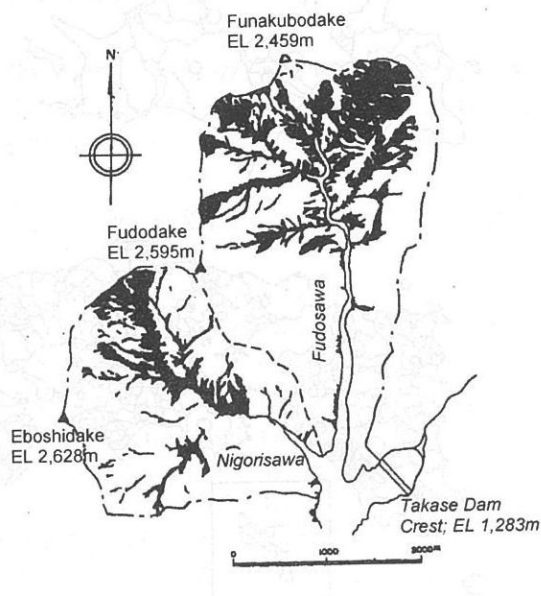 Funakubodake
EL 2,459m
N
Fudodake
EL 2,595m
Fudosawa
Eboshidake
EL 2,628m
Nigorisawa
Takase Dam
Crest; EL 1,283m
0 1000 2000m